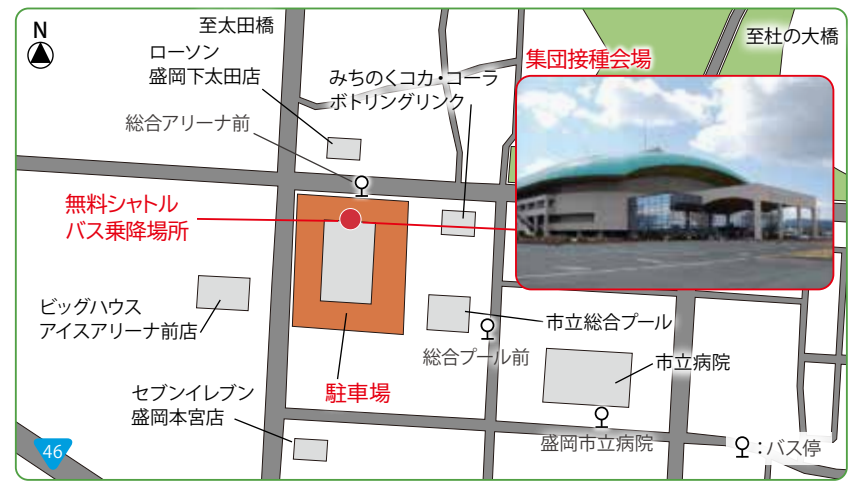 N
至太田橋
至杜の大橋
ローソン
盛岡下太田店
集団接種会場
みちのくコカ・コーラ
ボトリングリンク
総合アリーナ前
無料シャトル
バス乗降場所
ビッグハウス
アイスアリーナ前店
市立総合プール
総合プール前
市立病院
駐車場
セブンイレブン
盛岡本宮店
盛岡市立病院
:バス停
46